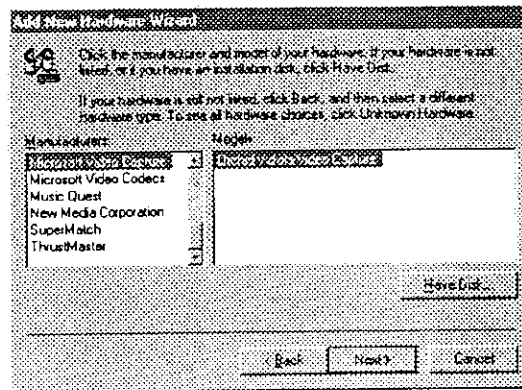 Add New Hardware Wizard
Click the manufacturer and model of your hardware. If your hardware is not
listed, or if you have an installation disk, click Have Disk.
If your hardware is still not listed, click Back, and then select a different
hardware type. To see all hardware choices, click Unknown Hardware.
Manufacturers:
Models:
Microsoft Video
Video
Microsoft Video Codecs
Music Quest
New Media Corporation
SuperMatch
ThrustMaster
Have Disk...
< Back
Next >
Cancel